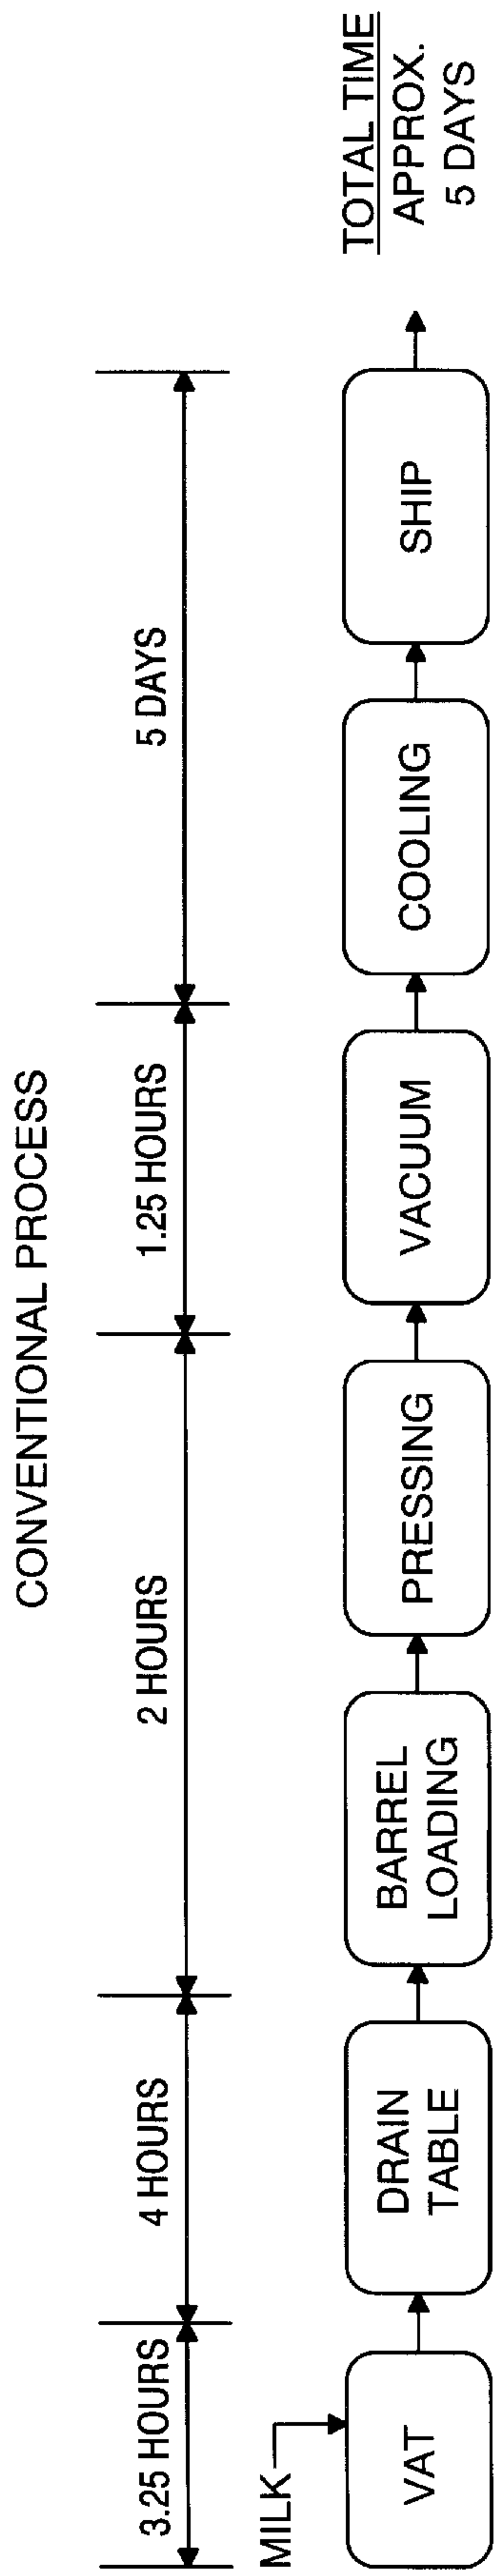 CONVENTIONAL PROCESS
3.25 HOURS
4 HOURS
2 HOURS
1.25 HOURS
5 DAYS
MILK
VAT
DRAIN
TABLE
BARREL
LOADING
PRESSING
VACUUM
COOLING
SHIP
TOTAL TIME
APPROX.
5 DAYS